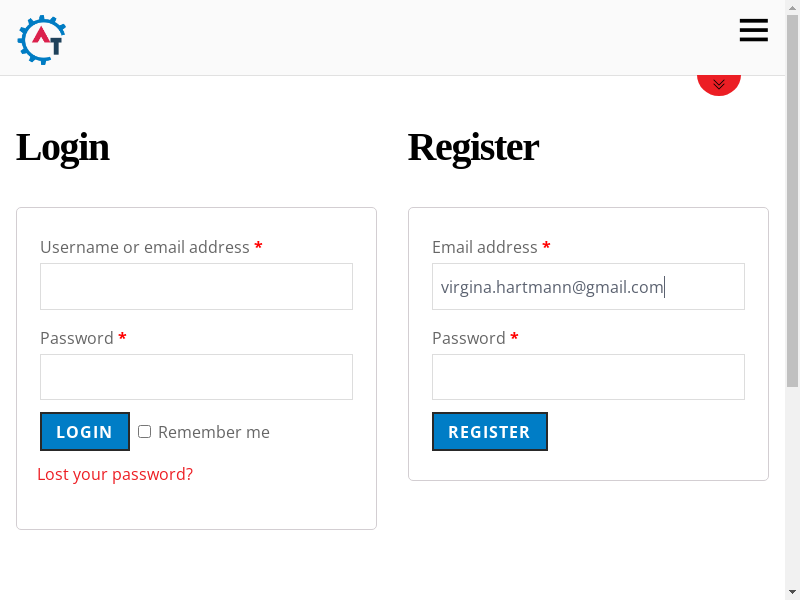 AT
Login
Username or email address *
Password *
LOGIN
Remember me
Lost your password?
Register
Email address *
virgina.hartmann@gmail.com
Password *
REGISTER